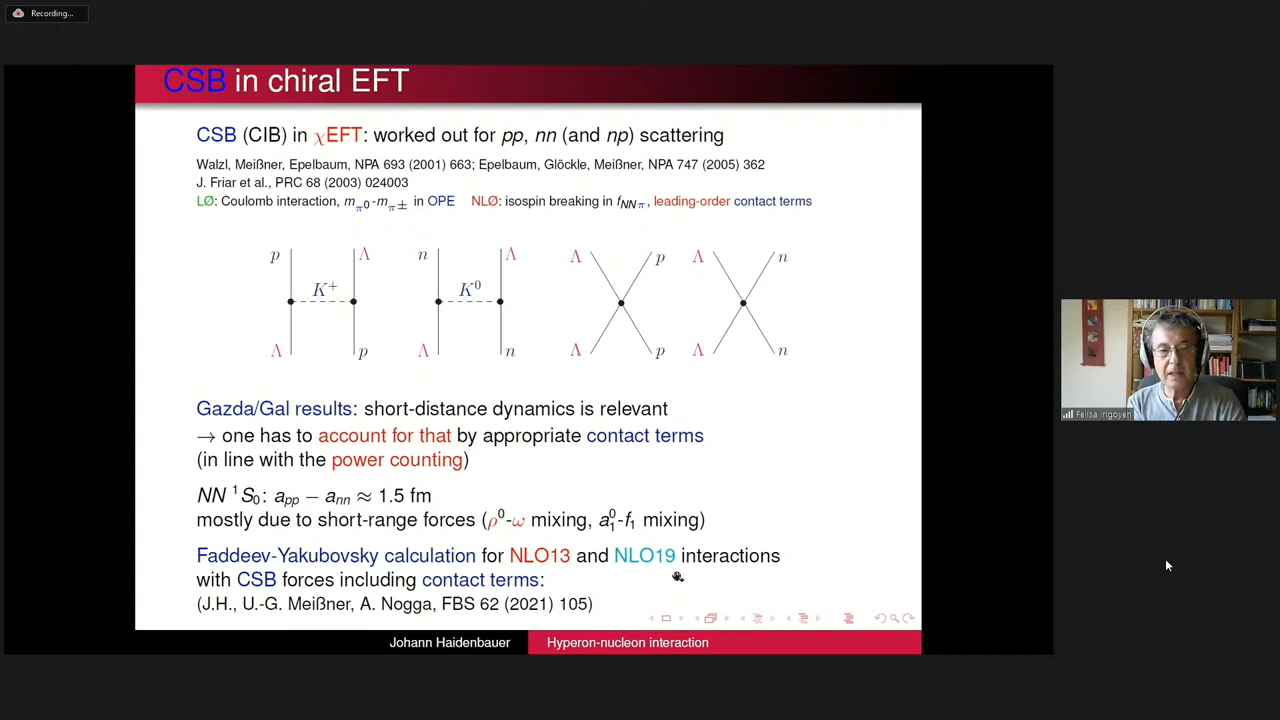 Recording...
CSB in chiral EFT
CSB (CIB) in χEFT: worked out for pp, nn (and np) scattering
Walzl, Meißner, Epelbaum, NPA 693 (2001) 663; Epelbaum, Glöckle, Meißner, NPA 747 (2005) 362
J. Friar et al., PRC 68 (2003) 024003
LØ: Coulomb interaction, mπ0-mπ± in OPE NLØ: isospin breaking in fNNπ, leading-order contact terms
p Λ n Λ Λ p Λ n
K+ K0
Λ p Λ n Λ p Λ n
Gazda/Gal results: short-distance dynamics is relevant
→ one has to account for that by appropriate contact terms
(in line with the power counting)
NN 1S0: app − ann ≈ 1.5 fm
mostly due to short-range forces (ρ0-ω mixing, a01-f1 mixing)
Faddeev-Yakubovsky calculation for NLO13 and NLO19 interactions
with CSB forces including contact terms:
(J.H., U.-G. Meißner, A. Nogga, FBS 62 (2021) 105)
Johann Haidenbauer Hyperon-nucleon interaction
Felisa Irigoyen